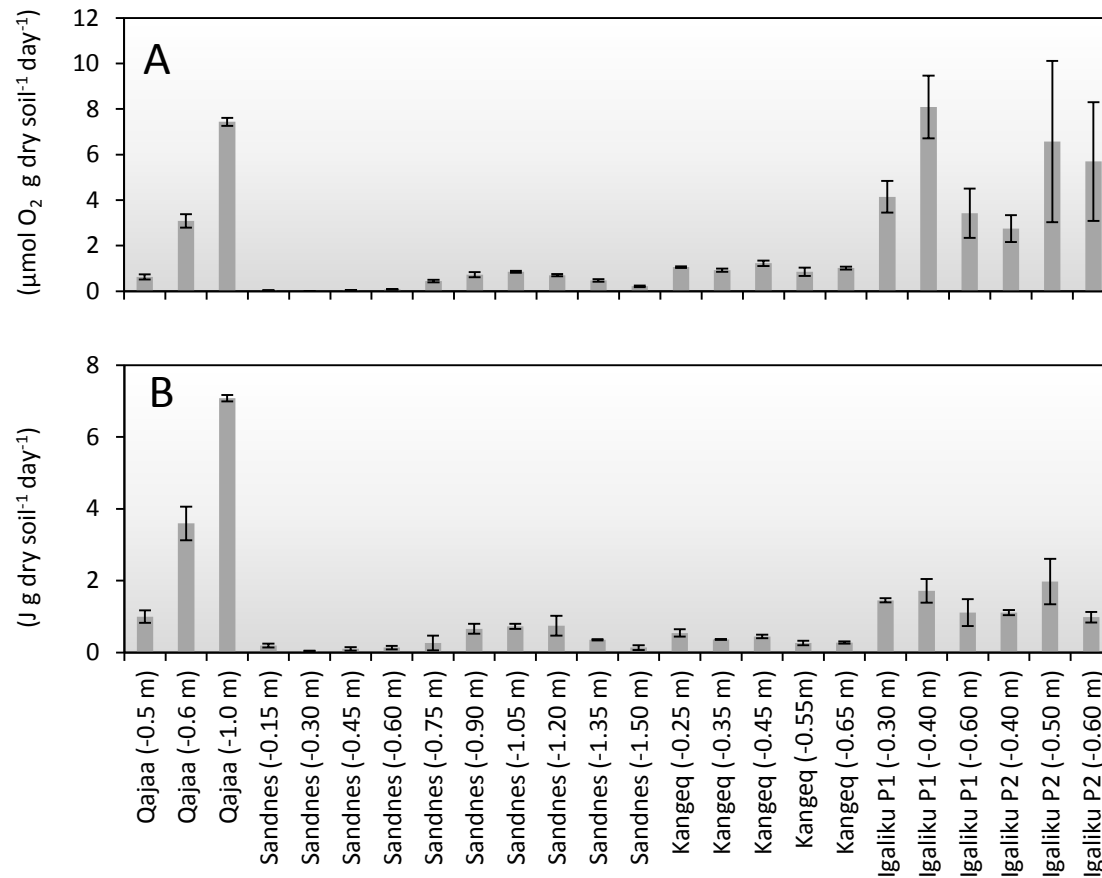 12
10
8
6
4
2
0
A
(µmol O₂ g dry soil⁻¹ day⁻¹)
8
6
4
2
0
B
(J g dry soil⁻¹ day⁻¹)
Qajaa (-0.5 m)
Qajaa (-0.6 m)
Qajaa (-1.0 m)
Sandnes (-0.15 m)
Sandnes (-0.30 m)
Sandnes (-0.45 m)
Sandnes (-0.60 m)
Sandnes (-0.75 m)
Sandnes (-0.90 m)
Sandnes (-1.05 m)
Sandnes (-1.20 m)
Sandnes (-1.35 m)
Sandnes (-1.50 m)
Kangeq (-0.25 m)
Kangeq (-0.35 m)
Kangeq (-0.45 m)
Kangeq (-0.55m)
Kangeq (-0.65 m)
Igaliku P1 (-0.30 m)
Igaliku P1 (-0.40 m)
Igaliku P1 (-0.60 m)
Igaliku P2 (-0.40 m)
Igaliku P2 (-0.50 m)
Igaliku P2 (-0.60 m)